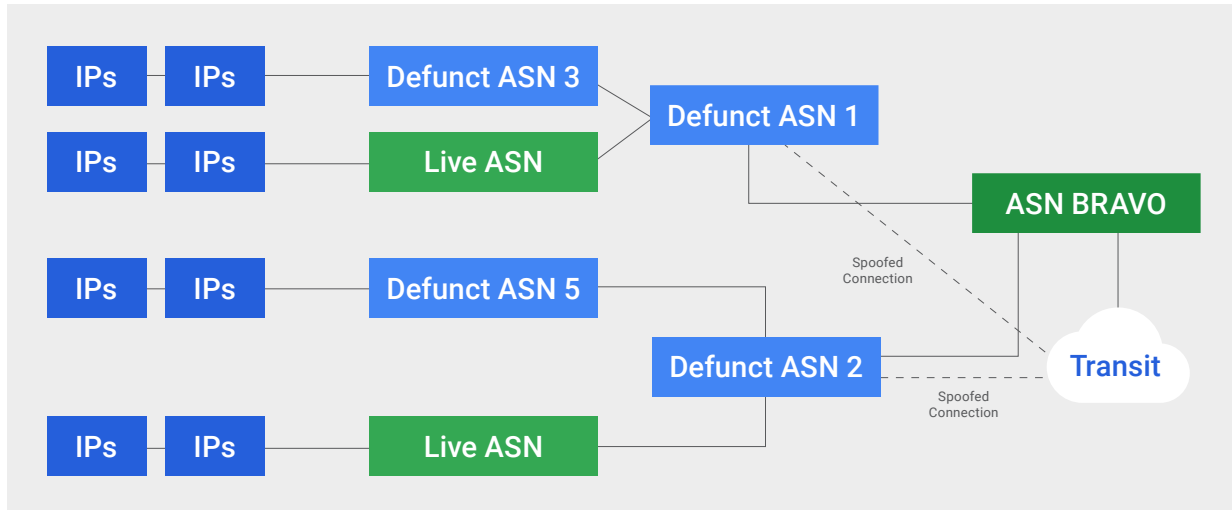 IPs
IPs
Defunct ASN 3
Defunct ASN 1
IPs
IPs
Live ASN
ASN BRAVO
Spoofed
Connection
IPs
IPs
Defunct ASN 5
Defunct ASN 2
Transit
Spoofed
Connection
IPs
IPs
Live ASN